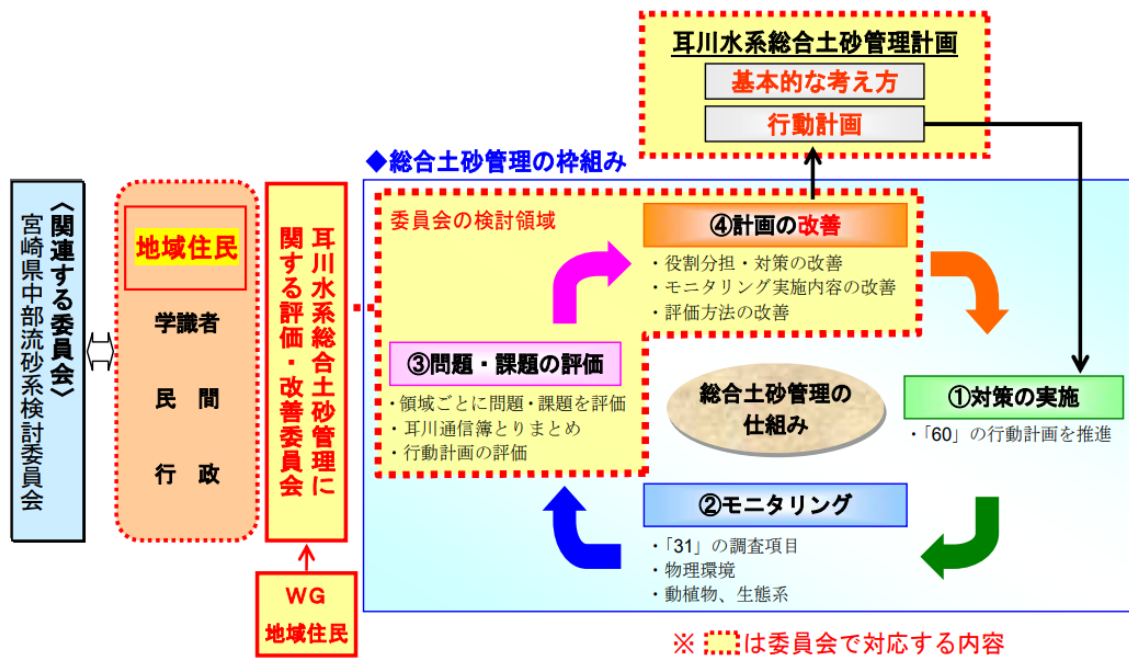 耳川水系総合土砂管理計画
基本的な考え方
行動計画
◆総合土砂管理の枠組み
〈関連する委員会〉
宮崎県中部流砂系検討委員会
地域住民
学識者
民間
行政
耳川水系総合土砂管理に
関する評価・改善委員会
WG
地域住民
委員会の検討領域
④計画の改善
・役割分担・対策の改善
・モニタリング実施内容の改善
・評価方法の改善
③問題・課題の評価
・領域ごとに問題・課題を評価
・耳川通信簿とりまとめ
・行動計画の評価
総合土砂管理の
仕組み
①対策の実施
・「60」の行動計画を推進
②モニタリング
・「31」の調査項目
・物理環境
・動植物、生態系
※ は委員会で対応する内容